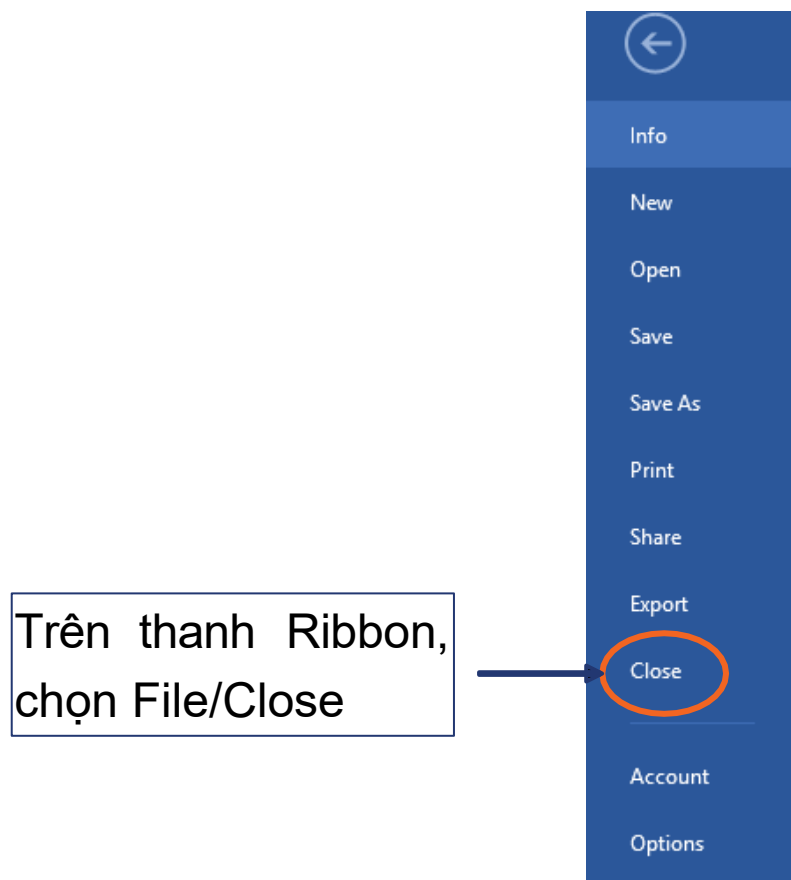 Info
New
Open
Save
Save As
Print
Share
Export
Trên thanh Ribbon,
chọn File/Close
Close
Account
Options